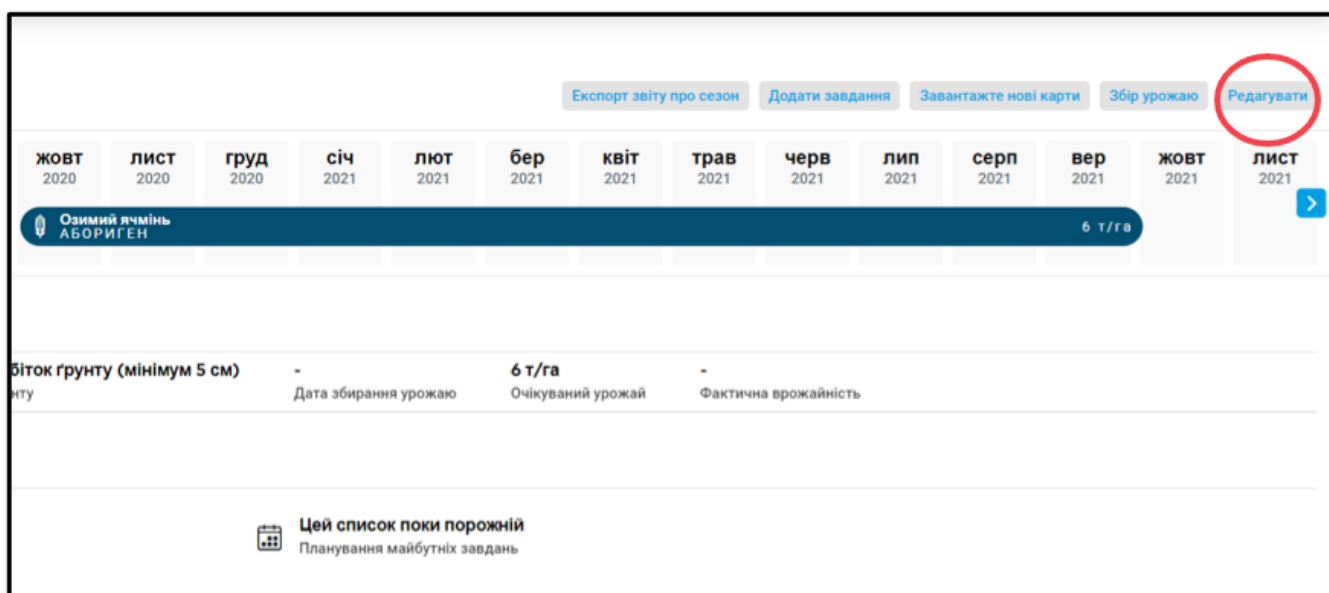 Експорт звіту про сезон Додати завдання Завантажте нові карти Збір урожаю Редагувати
жовт лист груд січ лют бер квіт трав черв лип серп вер жовт лист
2020 2020 2020 2021 2021 2021 2021 2021 2021 2021 2021 2021 2021 2021
Озимий ячмінь
АБОРИГЕН 6 т/га
біток ґрунту (мінімум 5 см) - 6 т/га -
нту Дата збирання урожаю Очікуваний урожай Фактична врожайність
Цей список поки порожній
Планування майбутніх завдань